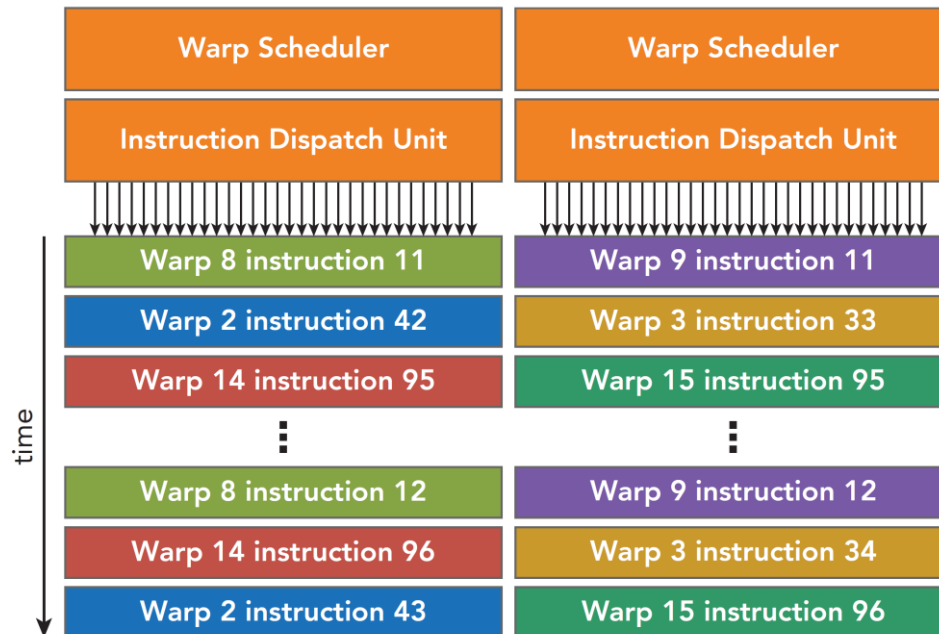 Warp Scheduler
Warp Scheduler
Instruction Dispatch Unit
Instruction Dispatch Unit
time
Warp 8 instruction 11
Warp 9 instruction 11
Warp 2 instruction 42
Warp 3 instruction 33
Warp 14 instruction 95
Warp 15 instruction 95
Warp 8 instruction 12
Warp 9 instruction 12
Warp 14 instruction 96
Warp 3 instruction 34
Warp 2 instruction 43
Warp 15 instruction 96